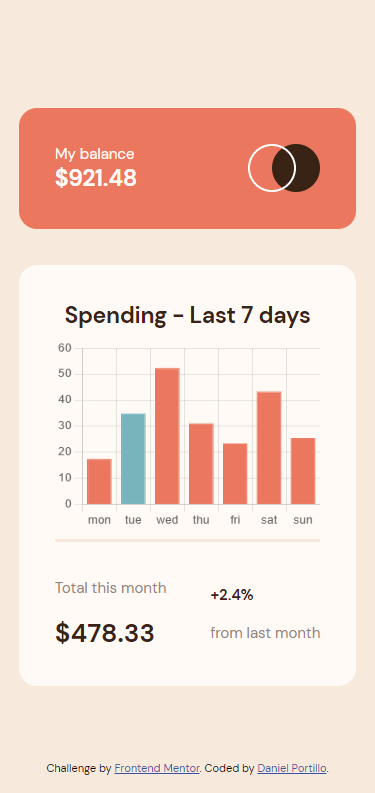 My balance
$921.48
Spending - Last 7 days
60
50
40
30
20
10
0
mon tue wed thu fri sat sun
Total this month
+2.4%
$478.33
from last month
Challenge by Frontend Mentor. Coded by Daniel Portillo.